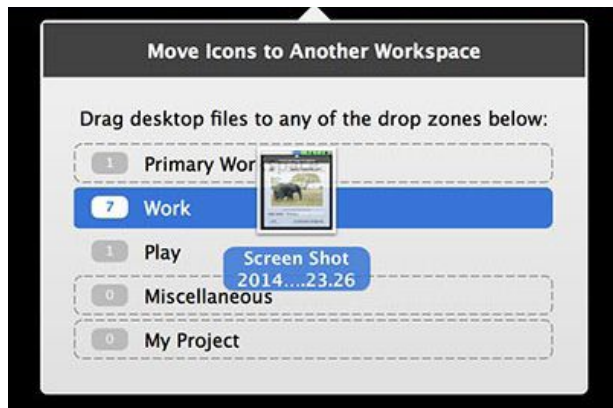 Move Icons to Another Workspace
Drag desktop files to any of the drop zones below:
1 Primary Wor
7 Work
1 Play
Screen Shot
2014....23.26
0 Miscellaneous
0 My Project